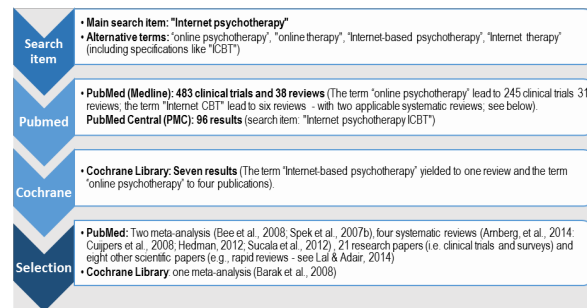 Search
item
• Main search item: "Internet psychotherapy"
• Alternative terms: "online psychotherapy", "online therapy", "Internet-based psychotherapy", "Internet therapy"
(including specifications like "ICBT")
Pubmed
• PubMed (Medline): 483 clinical trials and 38 reviews (The term "online psychotherapy" lead to 245 clinical trials 31
reviews; the term "Internet CBT" lead to six reviews - with two applicable systematic reviews; see below).
PubMed Central (PMC): 96 results (search item: "Internet psychotherapy ICBT")
Cochrane
• Cochrane Library: Seven results (The term "Internet-based psychotherapy" yielded to one review and the term
"online psychotherapy" to four publications).
Selection
• PubMed: Two meta-analysis (Bee et al., 2008; Spek et al., 2007b), four systematic reviews (Arnberg, et al., 2014:
Cuijpers et al., 2008; Hedman, 2012; Sucala et al., 2012) , 21 research papers (i.e. clinical trials and surveys) and
eight other scientific papers (e.g., rapid reviews - see Lal & Adair, 2014)
• Cochrane Library: one meta-analysis (Barak et al., 2008)